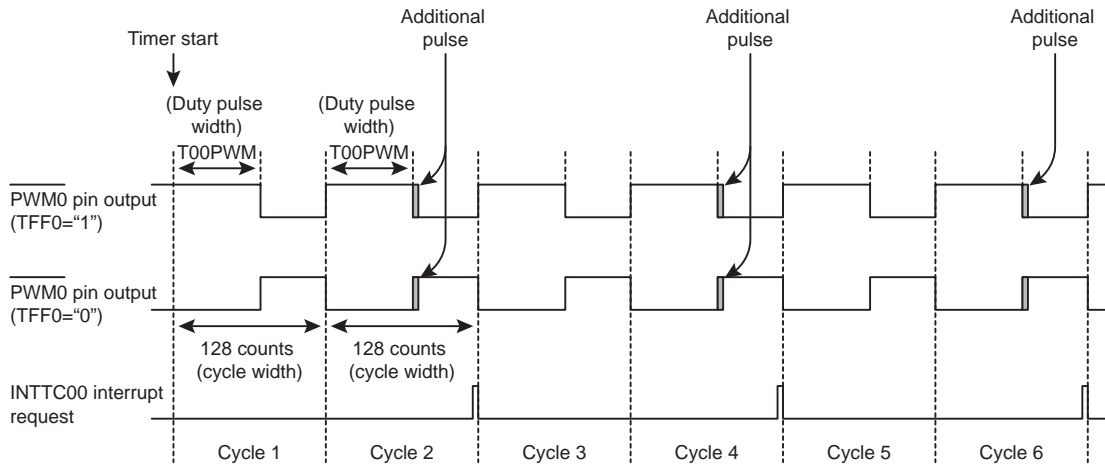 Additional
pulse
Additional
pulse
Additional
pulse
Timer start
(Duty pulse
width)
T00PWM
(Duty pulse
width)
T00PWM
PWM0 pin output
(TFF0=“1”)
PWM0 pin output
(TFF0=“0”)
128 counts
(cycle width)
128 counts
(cycle width)
INTTC00 interrupt
request
Cycle 1
Cycle 2
Cycle 3
Cycle 4
Cycle 5
Cycle 6